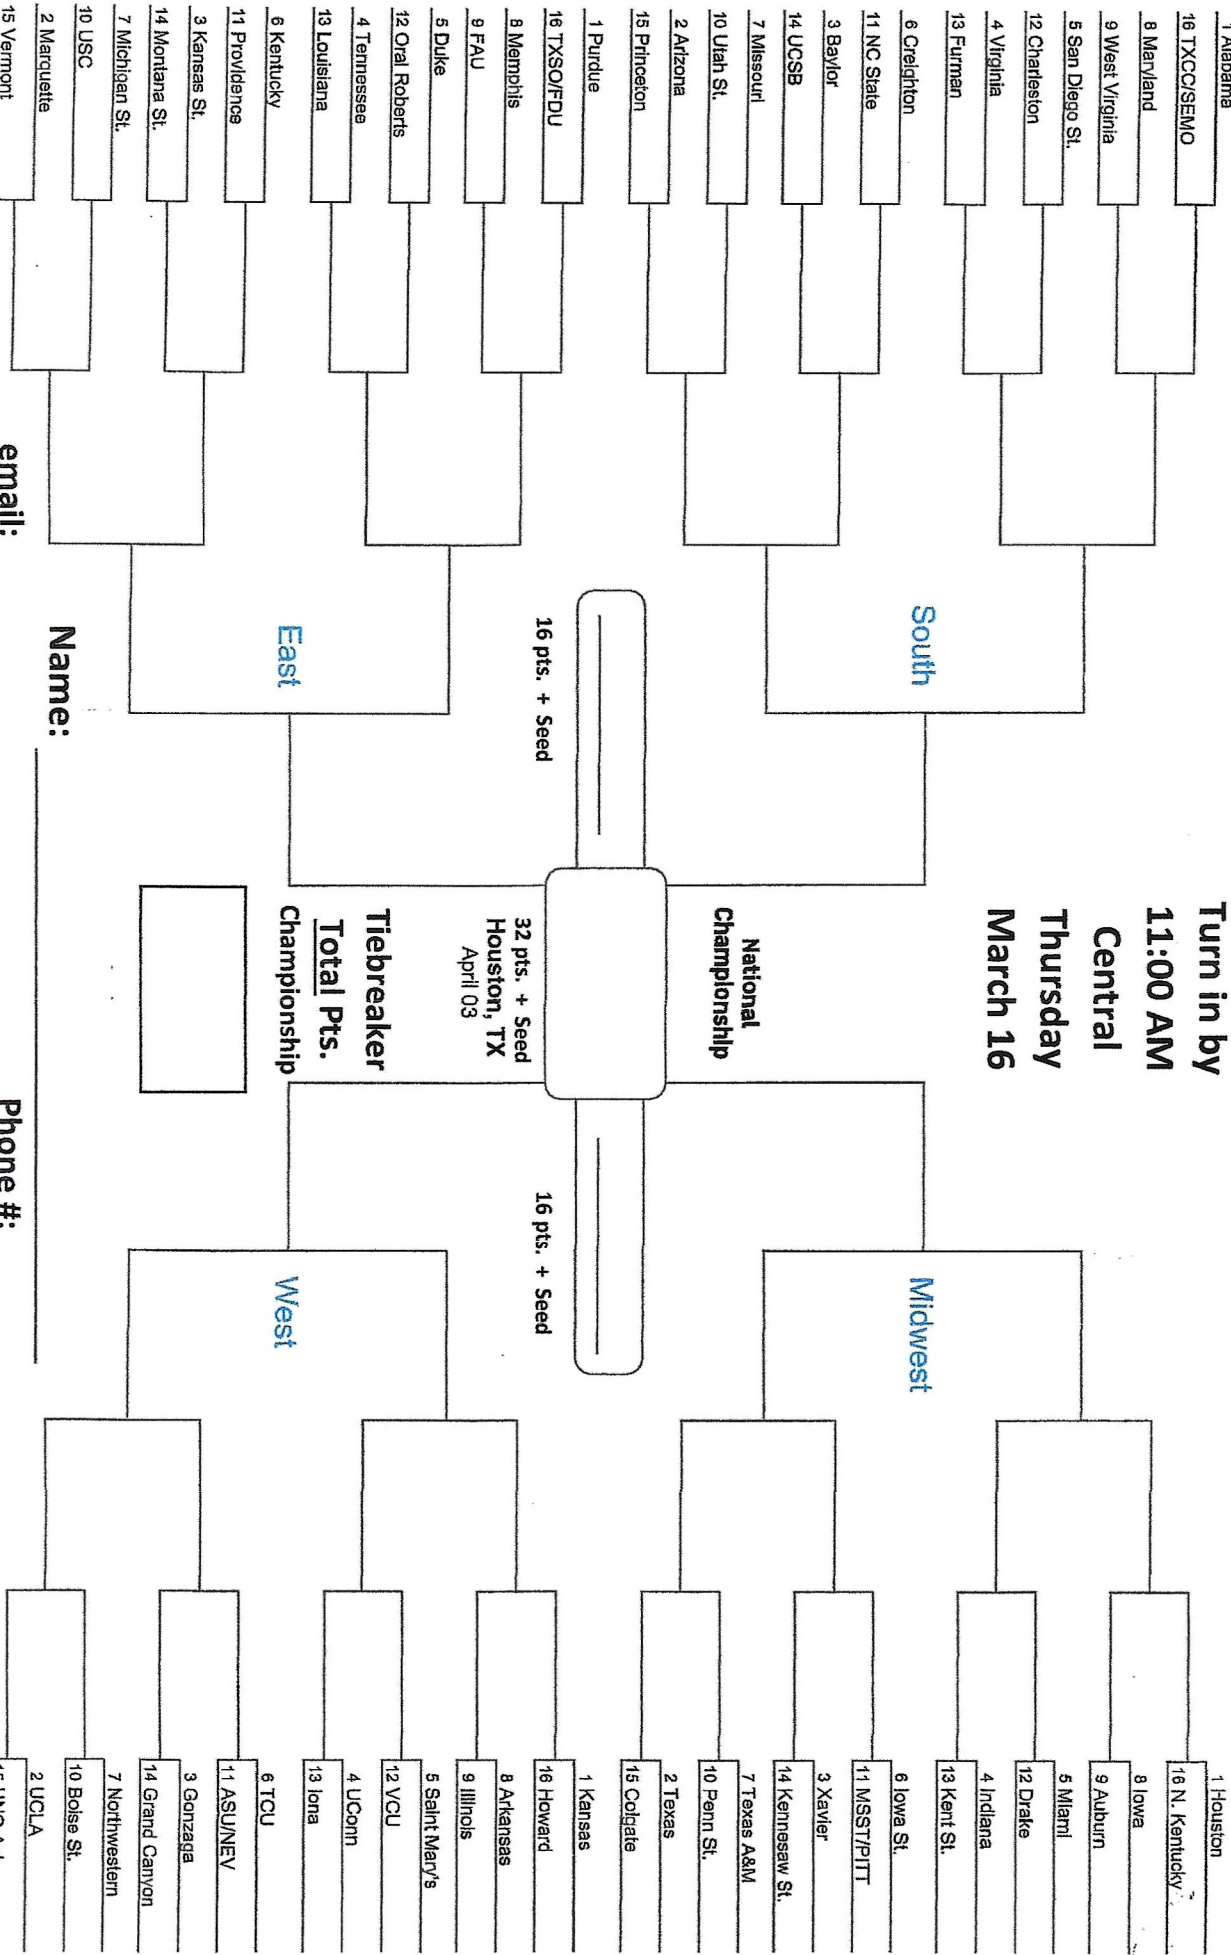 1 Alabama
16 TXCC/SEMO
8 Maryland
9 West Virginia
5 San Diego St.
12 Charleston
4 Virginia
13 Furman
6 Creighton
11 NC State
3 Baylor
14 UCSB
7 Missouri
10 Utah St.
2 Arizona
15 Princeton
1 Purdue
16 TXSO/FDU
8 Memphis
9 FAU
5 Duke
12 Oral Roberts
4 Tennessee
13 Louisiana
6 Kentucky
11 Providence
3 Kansas St.
14 Montana St.
7 Michigan St.
10 USC
2 Marquette
15 Vermont
South
East
16 pts. + Seed
Turn in by
11:00 AM
Central
Thursday
March 16
National
Championship
32 pts. + Seed
Houston, TX
April 03
Tiebreaker
Total Pts.
Championship
16 pts. + Seed
Midwest
West
1 Houston
16 N. Kentucky
8 Iowa
9 Auburn
5 Miami
12 Drake
4 Indiana
13 Kent St.
6 Iowa St.
11 MSST/PITT
3 Xavier
14 Kennesaw St.
7 Texas A&M
10 Penn St.
2 Texas
15 Colgate
1 Kansas
16 Howard
8 Arkansas
9 Illinois
5 Saint Mary's
12 VCU
4 UConn
13 Iona
6 TCU
11 ASU/NEV
3 Gonzaga
14 Grand Canyon
7 Northwestern
10 Boise St.
2 UCLA
Name:
email:
Phone #: